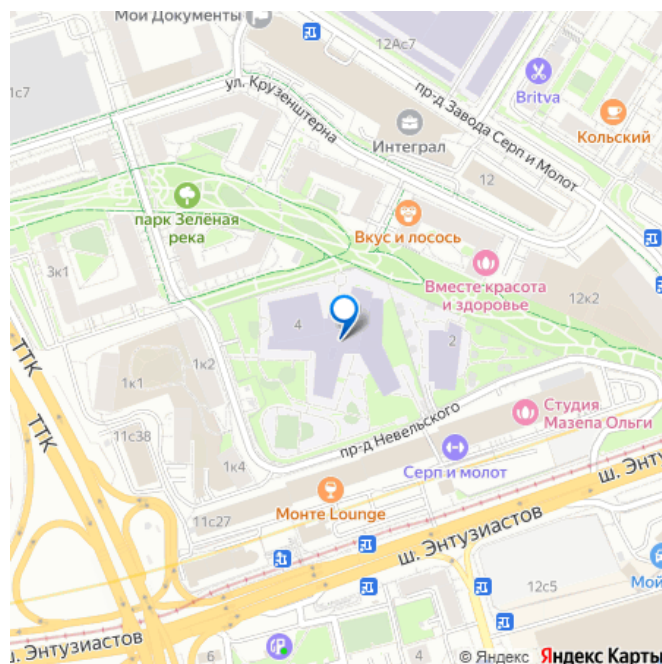 Мои Документы
12Ас7
1с7
ул. Крузенштерна
пр-д Завода Серп и Молот
Britva
Кольский
Интеграл
12
парк Зелёная
река
Вкус и лосось
3к1
Вместе красота
и здоровье
12к2
4
2
ТТК
1к2
1к1
ТТК
пр-д Невельского
Студия
Мазепа Ольги
11с38
1к4
Серп и молот
ш. Энту
Монте Lounge
11с27
ш. Энтузиастов
12с5
Мой
ш. Энтузиастов
6
4
© Яндекс Яндекс Карты